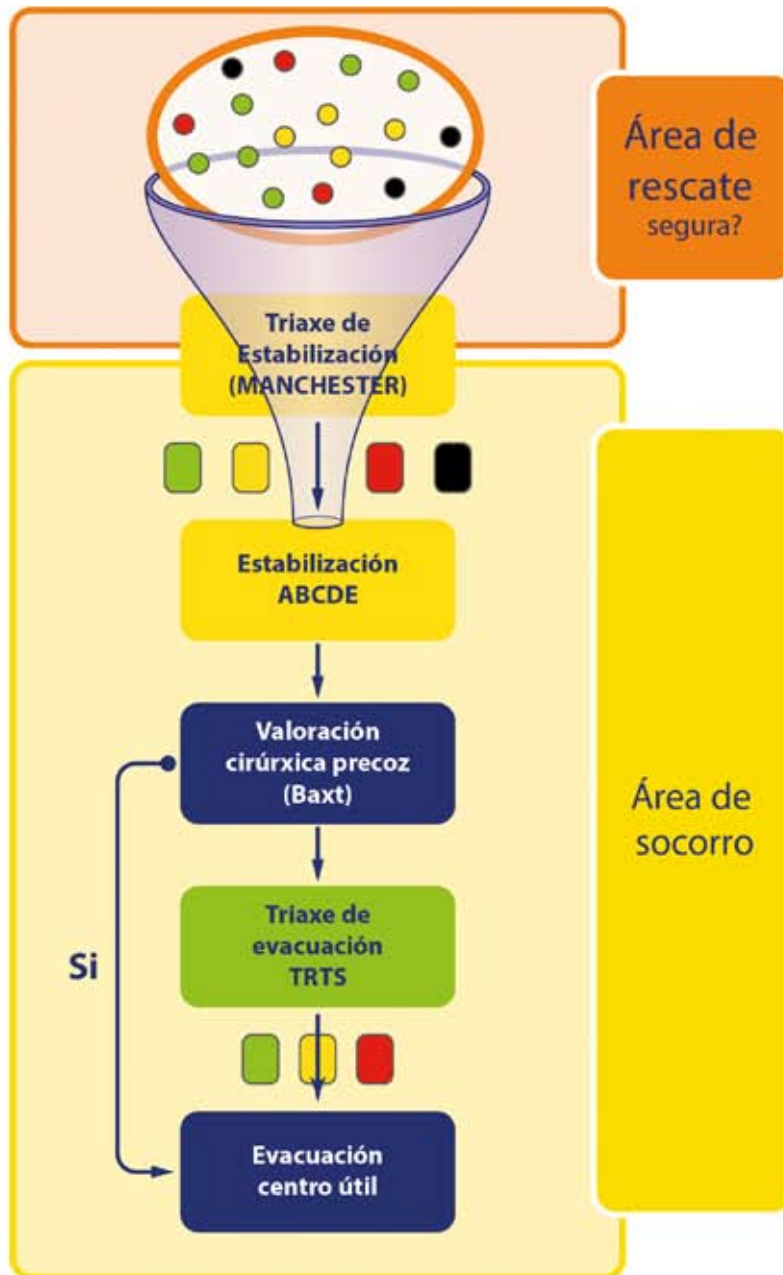 Área de
rescate
segura?
Triaxe de
Estabilización
(MANCHESTER)
Estabilización
ABCDE
Valoración
cirúrxica precoz
(Baxt)
Área de
socorro
Triaxe de
evacuación
TRTS
Si
Evacuación
centro útil